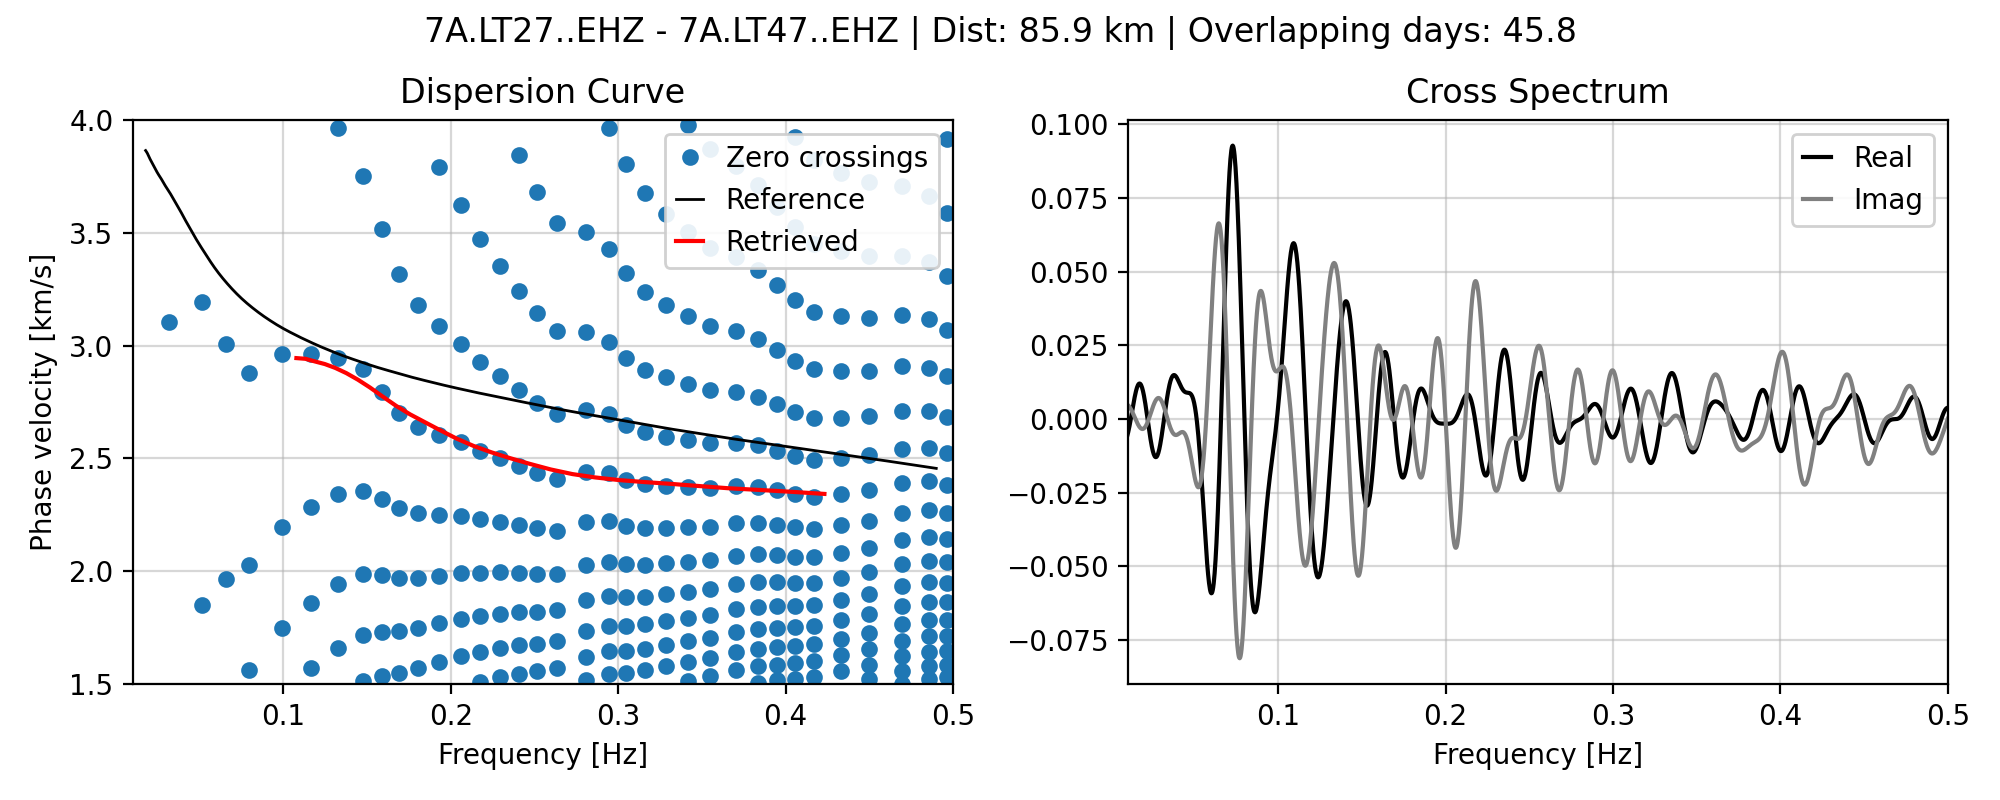 7A.LT27..EHZ - 7A.LT47..EHZ | Dist: 85.9 km | Overlapping days: 45.8
Dispersion Curve
Phase velocity [km/s]
4.0
3.5
3.0
2.5
2.0
1.5
0.1
0.2
0.3
0.4
0.5
Frequency [Hz]
Zero crossings
Reference
Retrieved
Cross Spectrum
0.100
0.075
0.050
0.025
0.000
−0.025
−0.050
−0.075
0.1
0.2
0.3
0.4
0.5
Frequency [Hz]
Real
Imag